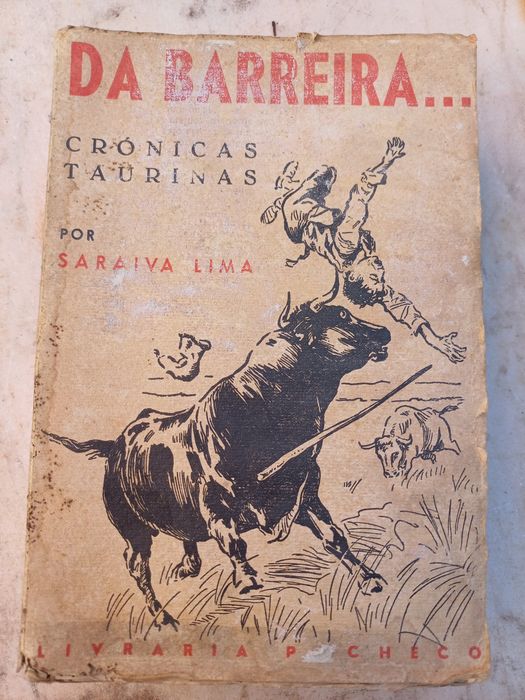 DA BARREIRA...
CRÓNICAS
TAURINAS
POR
SARAIVA LIMA
LIVRARIA PACHECO